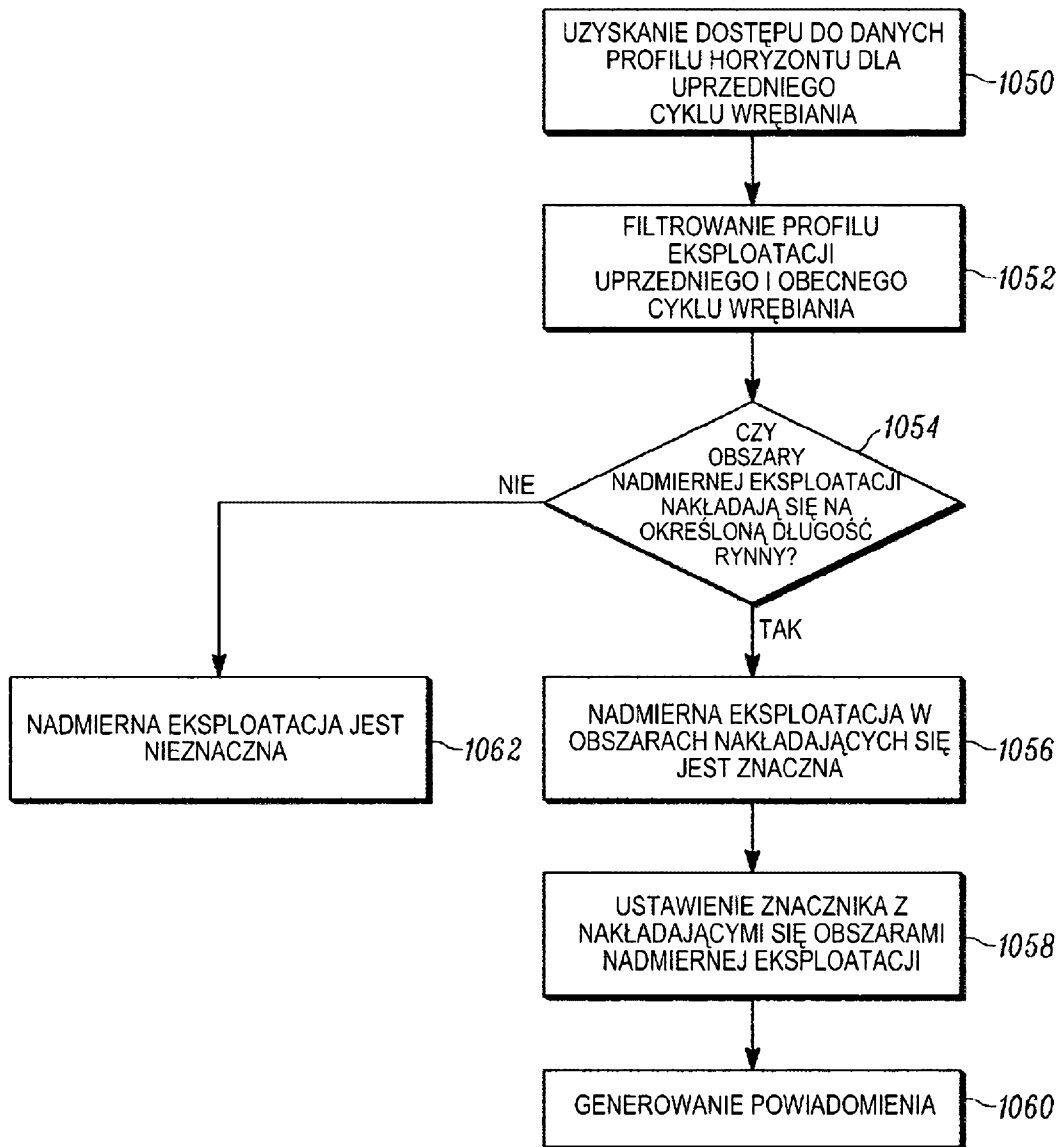 UZYSKANIE DOSTĘPU DO DANYCH
PROFILU HORYZONTU DLA
UPRZEDNIEGO
CYKLU WRĘBIANIA
1050
FILTROWANIE PROFILU
EKSPLOATACJI
UPRZEDNIEGO I OBECNEGO
CYKLU WRĘBIANIA
1052
CZY
OBSZARY
NADMIERNEJ EKSPLOATACJI
NAKŁADAJĄ SIĘ NA
OKREŚLONĄ DŁUGOŚĆ
RYNNY?
1054
NIE
TAK
NADMIERNA EKSPLOATACJA JEST
NIEZNACZNA
1062
NADMIERNA EKSPLOATACJA W
OBSZARACH NAKŁADAJĄCYCH SIĘ
JEST ZNACZNA
1056
USTAWIENIE ZNACZNIKA Z
NAKŁADAJĄCYMI SIĘ OBSZARAMI
NADMIERNEJ EKSPLOATACJI
1058
GENEROWANIE POWIADOMIENIA
1060